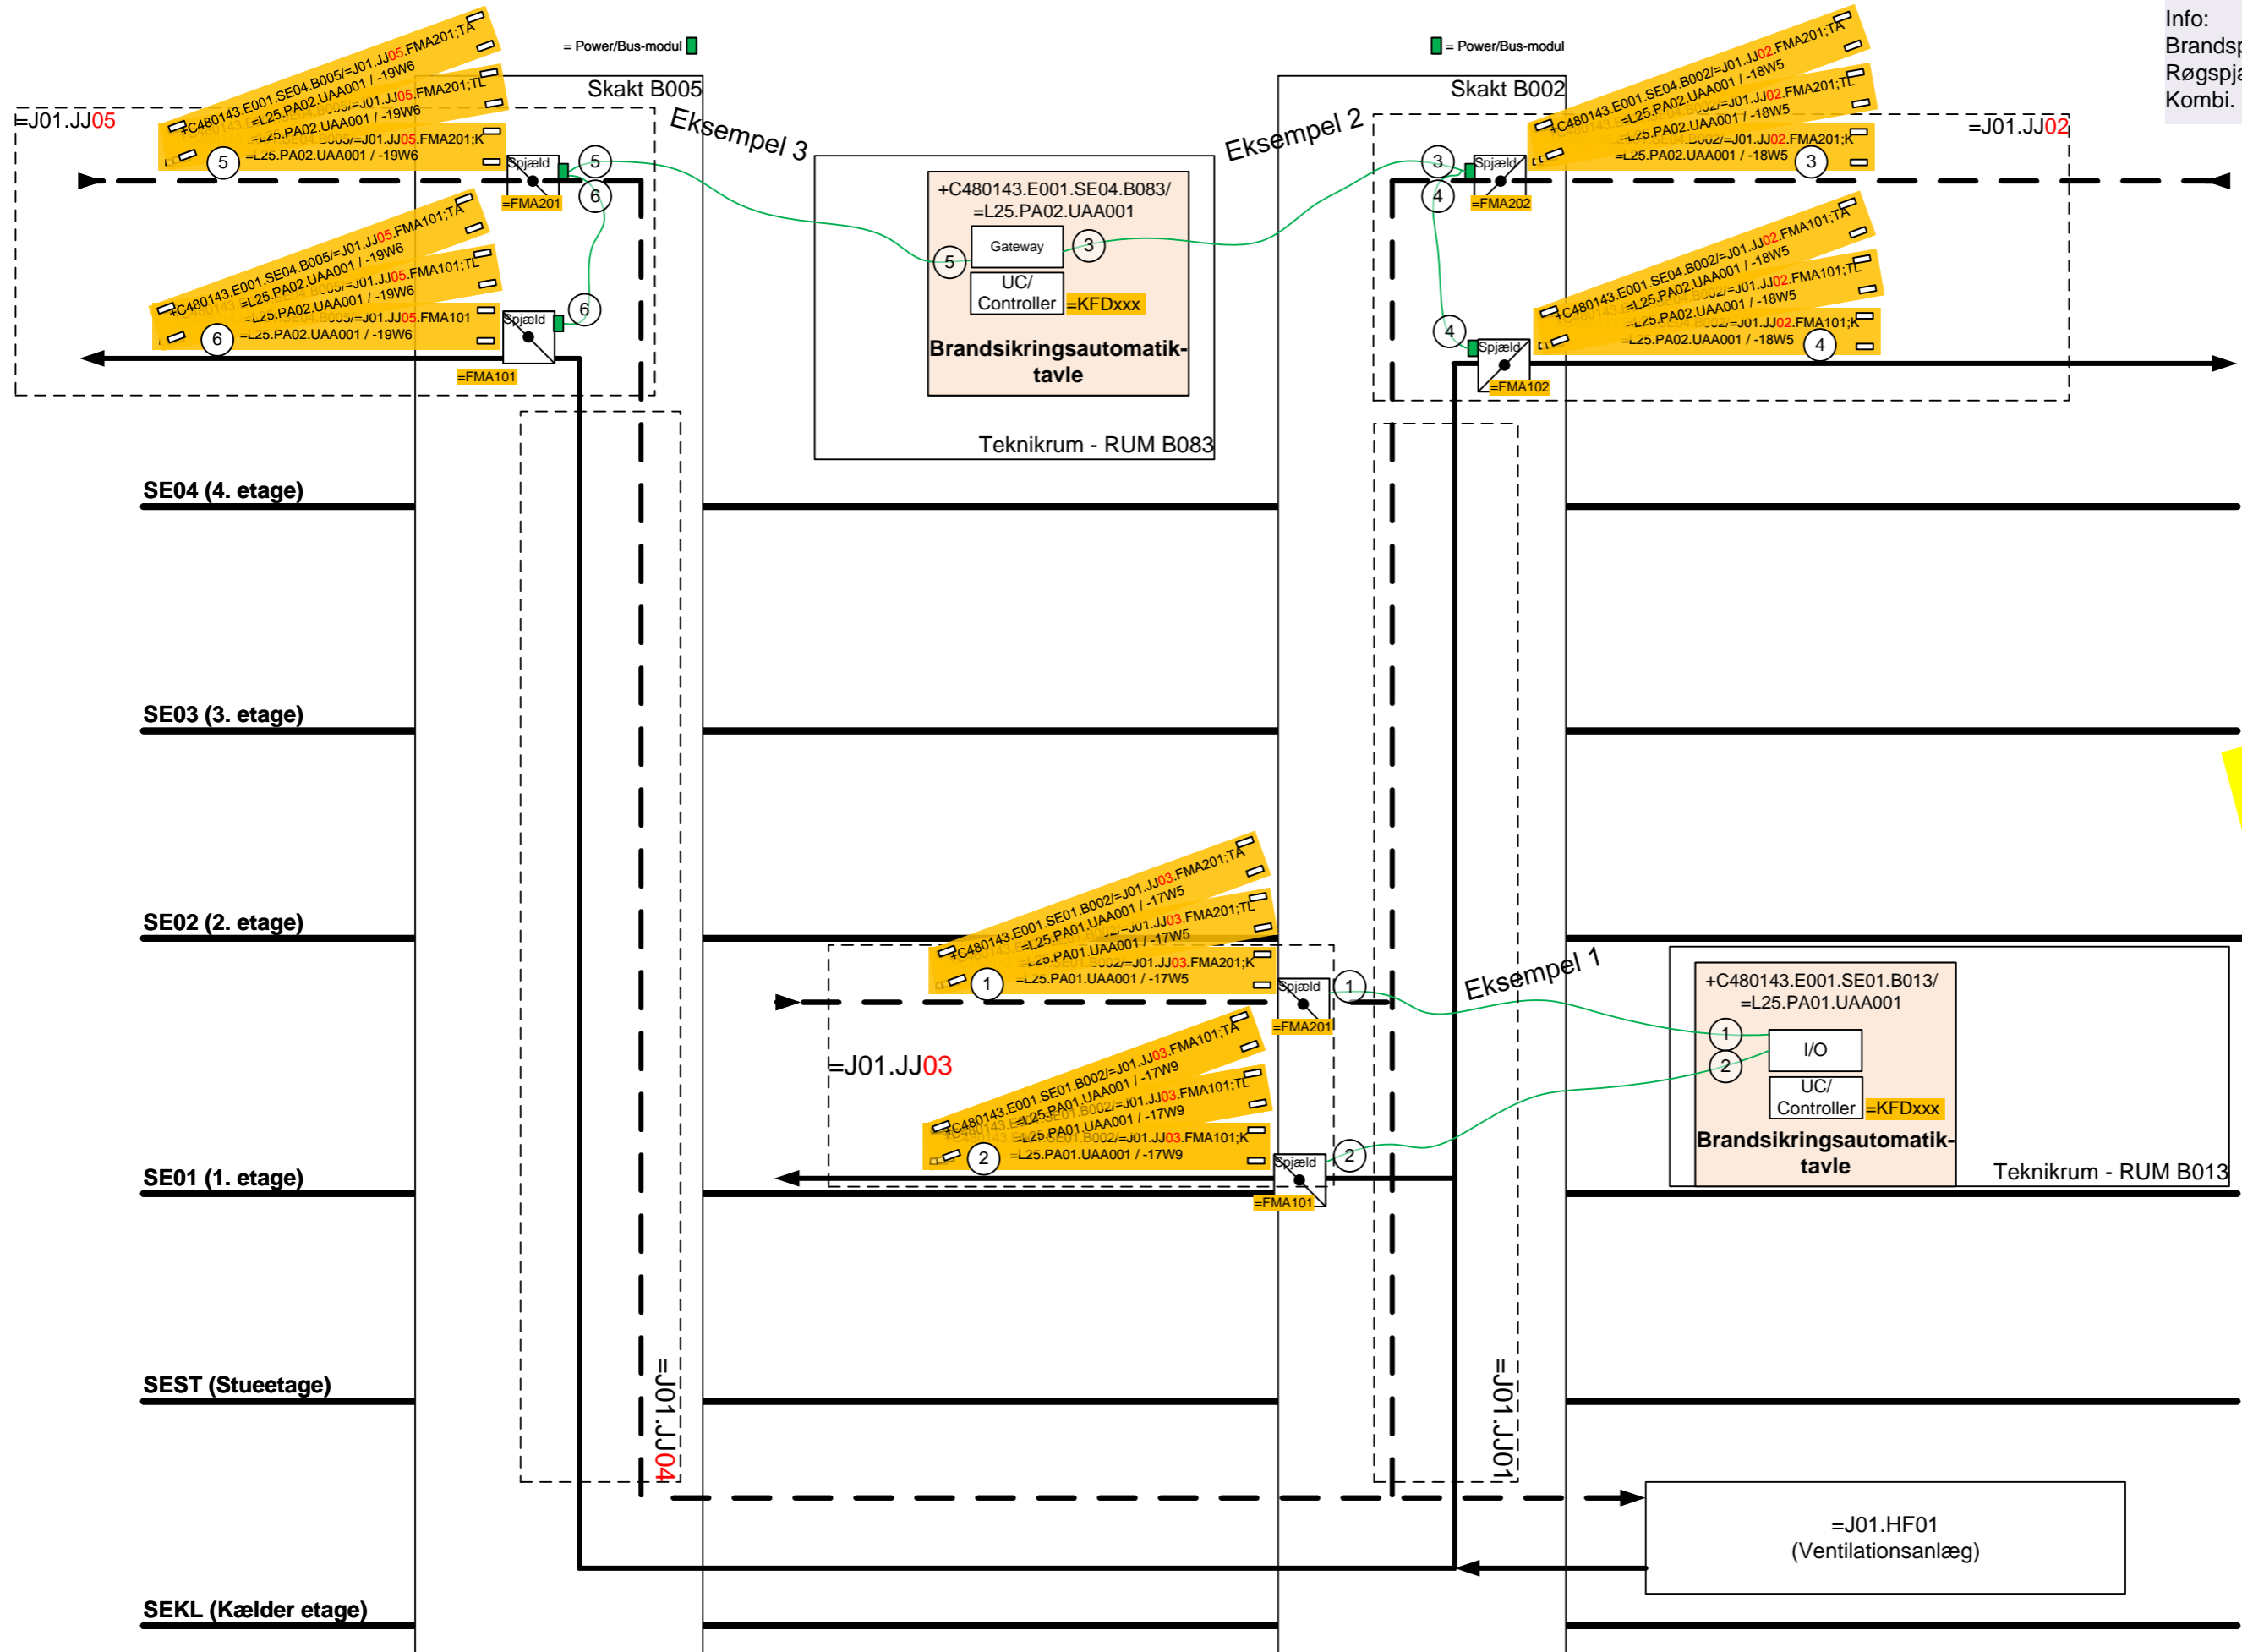 = Power/Bus-modul
= Power/Bus-modul
Info:
Røgspjæ
Kombi.
Skakt B005
Skakt B002
=J01.JJ05
=J01.JJ02
Eksempel 3
Eksempel 2
+C480143.E001.SE04.B005/=J01.JJ05.FMA201;TA
=L25.PA02.UAA001 / -19W6
/=J01.JJ05.FMA201;TL
=L25.PA02.UAA001 / -19W6
/=J01.JJ05.FMA201;K
=L25.PA02.UAA001 / -19W6
5
Spjæld
=FMA201
5
6
+C480143.E001.SE04.B005/=J01.JJ05.FMA101;TA
=L25.PA02.UAA001 / -19W6
/=J01.JJ05.FMA101;TL
=L25.PA02.UAA001 / -19W6
/=J01.JJ05.FMA101
=L25.PA02.UAA001 / -19W6
6
Spjæld
=FMA101
6
+C480143.E001.SE04.B083/
=L25.PA02.UAA001
Gateway
3
5
UC/
Controller
=KFDxxx
Brandsikringsautomatik-
tavle
Teknikrum - RUM B083
+C480143.E001.SE04.B002/=J01.JJ02.FMA201;TA
=L25.PA02.UAA001 / -18W5
/=J01.JJ02.FMA201;TL
=L25.PA02.UAA001 / -18W5
/=J01.JJ02.FMA201;K
=L25.PA02.UAA001 / -18W5
3
3
4
Spjæld
=FMA202
+C480143.E001.SE04.B002/=J01.JJ02.FMA101;TA
=L25.PA02.UAA001 / -18W5
/=J01.JJ02.FMA101;TL
=L25.PA02.UAA001 / -18W5
/=J01.JJ02.FMA101;K
=L25.PA02.UAA001 / -18W5
4
4
Spjæld
=FMA102
SE04 (4. etage)
SE03 (3. etage)
SE02 (2. etage)
+C480143.E001.SE01.B002/=J01.JJ03.FMA201;TA
=L25.PA01.UAA001 / -17W5
/=J01.JJ03.FMA201;TL
=L25.PA01.UAA001 / -17W5
/=J01.JJ03.FMA201;K
=L25.PA01.UAA001 / -17W5
1
Spjæld
1
=FMA201
Eksempel 1
=J01.JJ03
+C480143.E001.SE01.B002/=J01.JJ03.FMA101;TA
=L25.PA01.UAA001 / -17W9
/=J01.JJ03.FMA101;TL
=L25.PA01.UAA001 / -17W9
/=J01.JJ03.FMA101;K
=L25.PA01.UAA001 / -17W9
2
Spjæld
2
=FMA101
+C480143.E001.SE01.B013/
=L25.PA01.UAA001
1
2
I/O
UC/
Controller
=KFDxxx
Brandsikringsautomatik-
tavle
Teknikrum - RUM B013
SE01 (1. etage)
SEST (Stueetage)
=J01.JJ04
=J01.JJ01
=J01.HF01
(Ventilationsanlæg)
SEKL (Kælder etage)